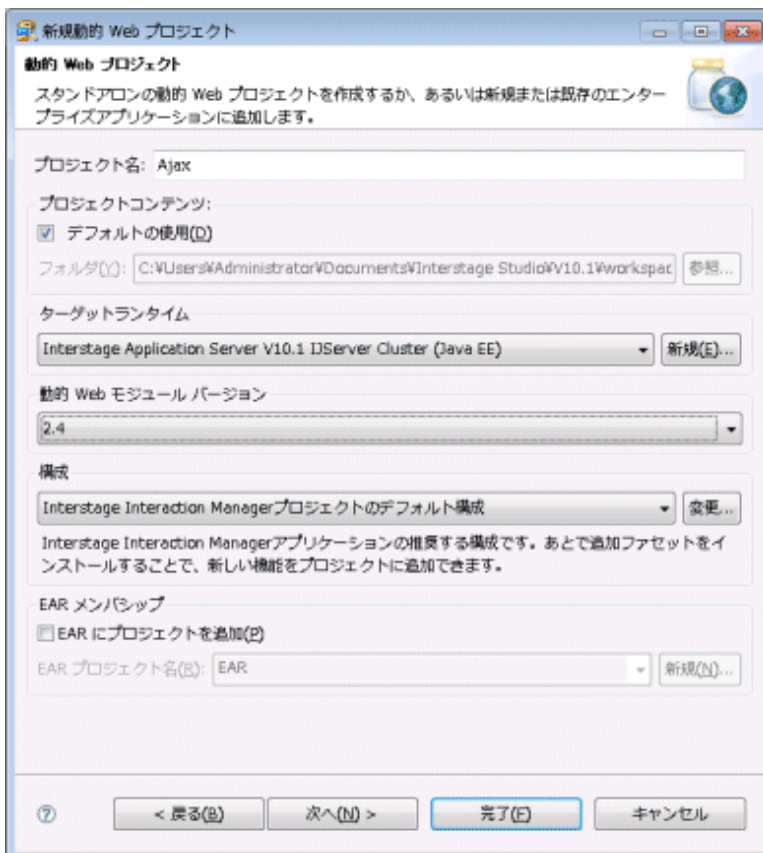 新規動的 Web プロジェクト
動的 Web プロジェクト
スタンドアロンの動的 Web プロジェクトを作成するか、あるいは新規または既存のエンター
プライズアプリケーションに追加します。
プロジェクト名: Ajax
プロジェクトコンテンツ:
デフォルトの使用(D)
フォルダ(Y): C:¥Users¥Administrator¥Documents¥Interstage Studio¥V10.1¥workspac 参照...
ターゲットランタイム
Interstage Application Server V10.1 IJServer Cluster (Java EE) 新規(E)...
動的 Web モジュール バージョン
2.4
構成
Interstage Interaction Managerプロジェクトのデフォルト構成 変更...
Interstage Interaction Managerアプリケーションの推奨する構成です。あとで追加ファセットをイ
ンストールすることで、新しい機能をプロジェクトに追加できます。
EAR メンバシップ
EAR にプロジェクトを追加(P)
EAR プロジェクト名(R): EAR 新規(N)...
? < 戻る(B) 次へ(N) > 完了(F) キャンセル